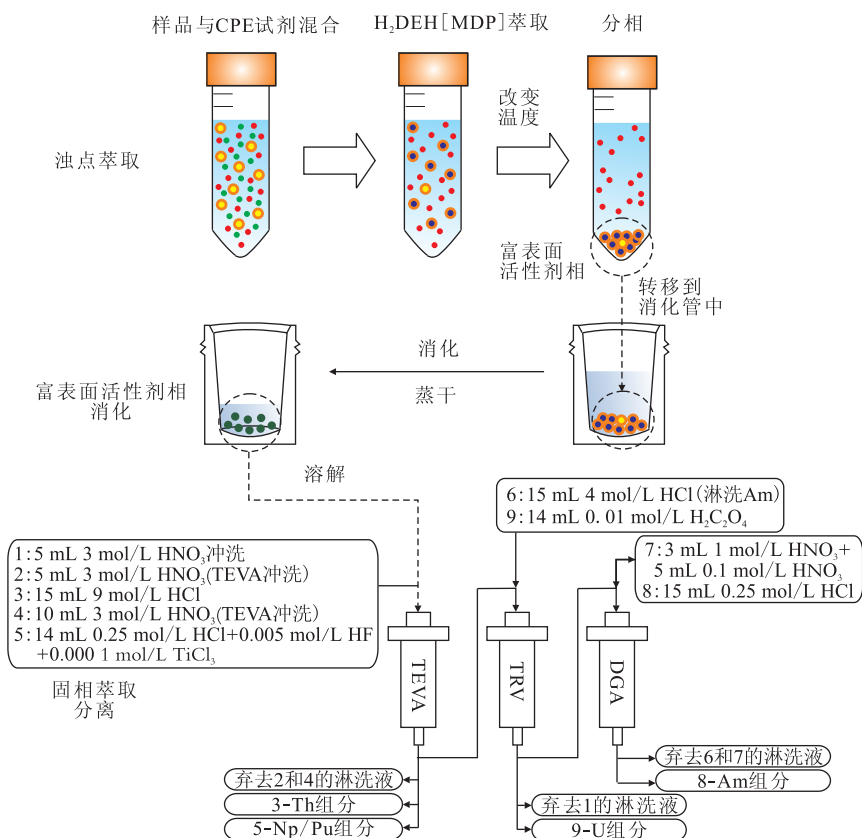 样品与CPE试剂混合
H₂DEH[MDP]萃取
分相
改变
温度
浊点萃取
富表面
活性剂相
转移到
消化管中
消化
蒸干
富表面活性剂相
消化
溶解
6:15 mL 4 mol/L HCl(淋洗Am)
9:14 mL 0.01 mol/L H₂C₂O₄
1:5 mL 3 mol/L HNO₃冲洗
2:5 mL 3 mol/L HNO₃(TEVA冲洗)
3:15 mL 9 mol/L HCl
4:10 mL 3 mol/L HNO₃(TEVA冲洗)
5:14 mL 0.25 mol/L HCl+0.005 mol/L HF
+0.000 1 mol/L TiCl₃
7:3 mL 1 mol/L HNO₃+
5 mL 0.1 mol/L HNO₃
8:15 mL 0.25 mol/L HCl
固相萃取
分离
TEVA
TRV
DGA
弃去2和4的淋洗液
3-Th组分
5-Np/Pu组分
弃去1的淋洗液
9-U组分
弃去6和7的淋洗液
8-Am组分